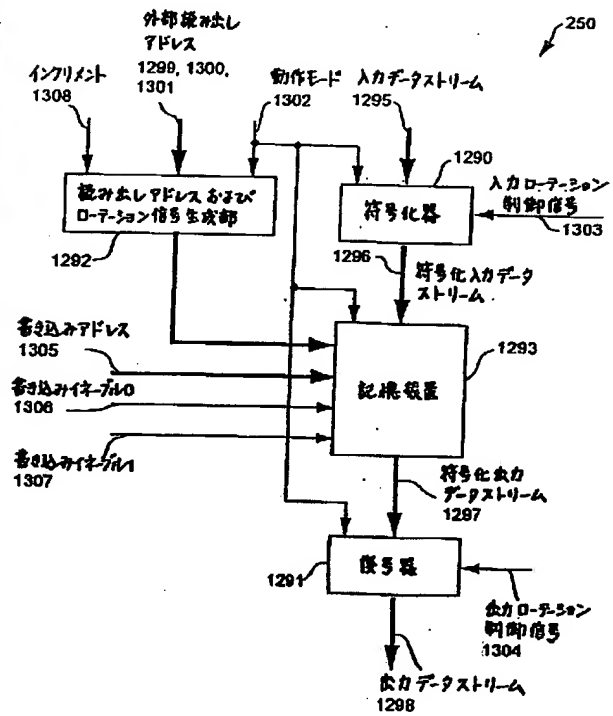 250
外部読み出し
アドレス
1299, 1300,
1301
インクリメント
1308
動作モード
1302
入力データストリーム
1295
読み出しアドレスおよび
ローテーション信号生成部
1292
1290
符号化器
入力ローテーション
制御信号
1303
1296
符号化入力データ
ストリーム
書き込みアドレス
1305
書き込みイネーブル0
1306
書き込みイネーブル1
1307
1293
記憶装置
符号化出力
データストリーム
1297
復号器
1291
出力ローテーション
制御信号
1304
出力データストリーム
1298